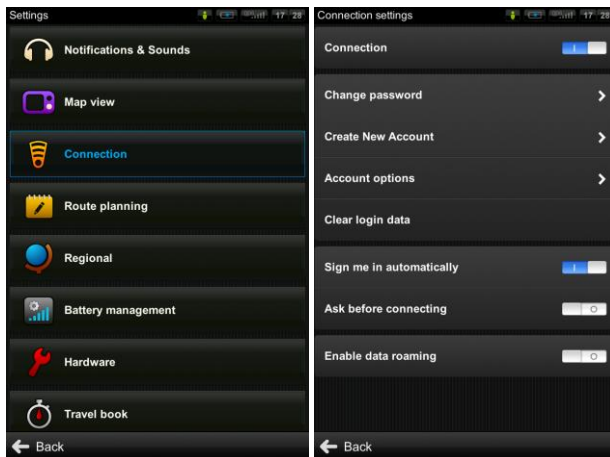 Settings
17 28
Notifications & Sounds
Map view
Connection
Route planning
Regional
Battery management
Hardware
Travel book
Back
Connection settings
17 28
Connection
Change password
Create New Account
Account options
Clear login data
Sign me in automatically
Ask before connecting
Enable data roaming
Back